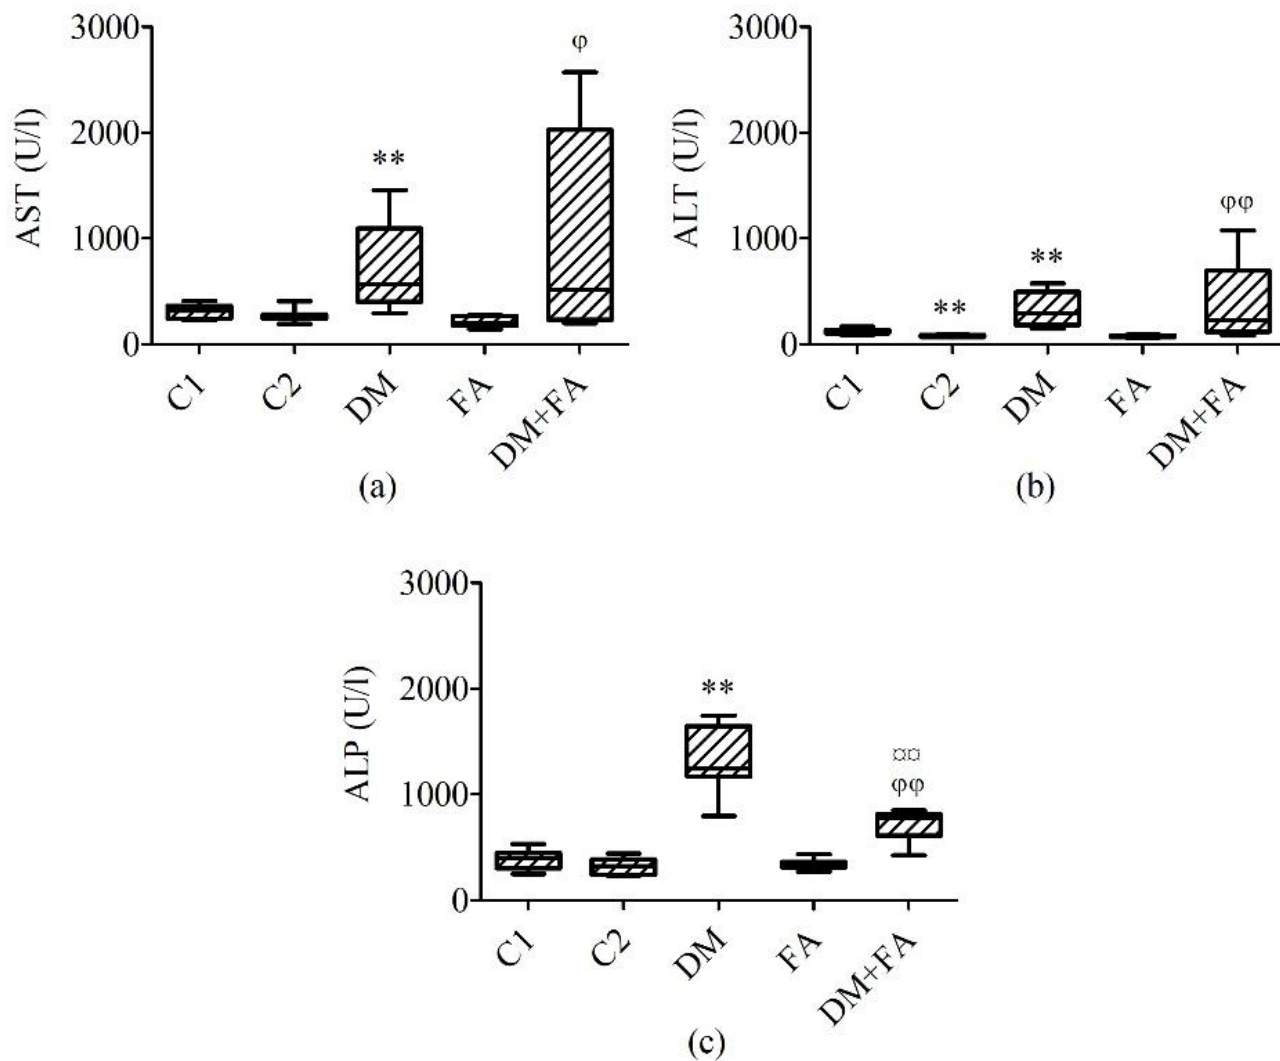 3000
2000
1000
0
AST (U/l)
**
φ
C1
C2
DM
FA
DM+FA
(a)
3000
2000
1000
0
ALT (U/l)
**
**
φφ
C1
C2
DM
FA
DM+FA
(b)
3000
2000
1000
0
ALP (U/l)
**
¤¤
φφ
C1
C2
DM
FA
DM+FA
(c)